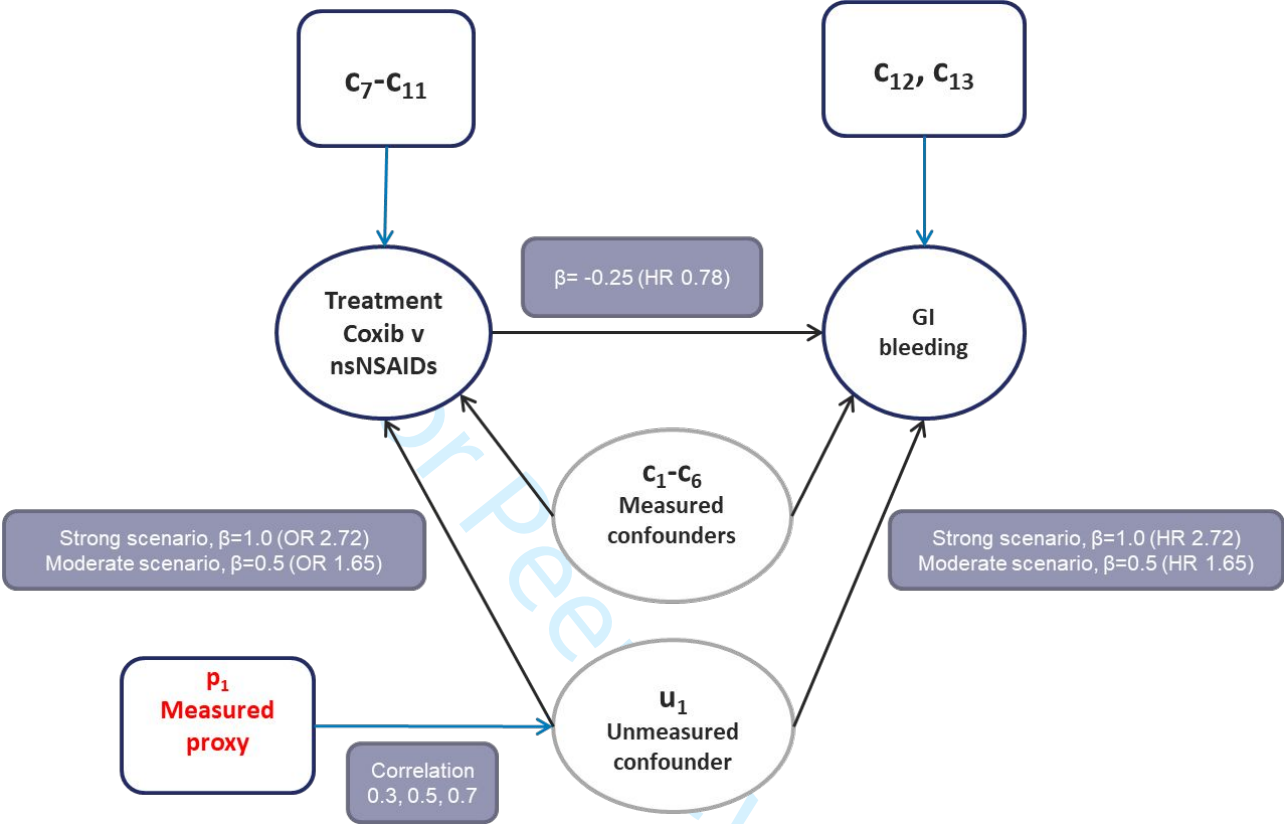 c₇-c₁₁
c₁₂, c₁₃
β= -0.25 (HR 0.78)
Treatment
Coxib v
nsNSAIDs
GI
bleeding
c₁-c₆
Measured
confounders
Strong scenario, β=1.0 (OR 2.72)
Moderate scenario, β=0.5 (OR 1.65)
Strong scenario, β=1.0 (HR 2.72)
Moderate scenario, β=0.5 (HR 1.65)
p₁
Measured
proxy
u₁
Unmeasured
confounder
Correlation
0.3, 0.5, 0.7